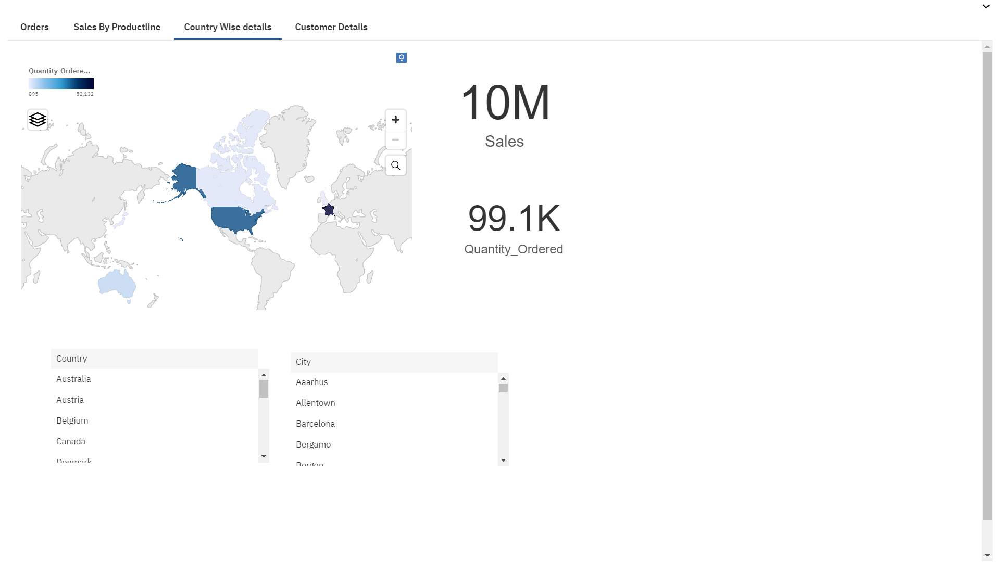 Orders
Sales By Productline
Country Wise details
Customer Details
Quantity_Ordere...
895
52,132
10M
Sales
99.1K
Quantity_Ordered
Country
Australia
Austria
Belgium
Canada
Denmark
City
Aaarhus
Allentown
Barcelona
Bergamo
Bergen